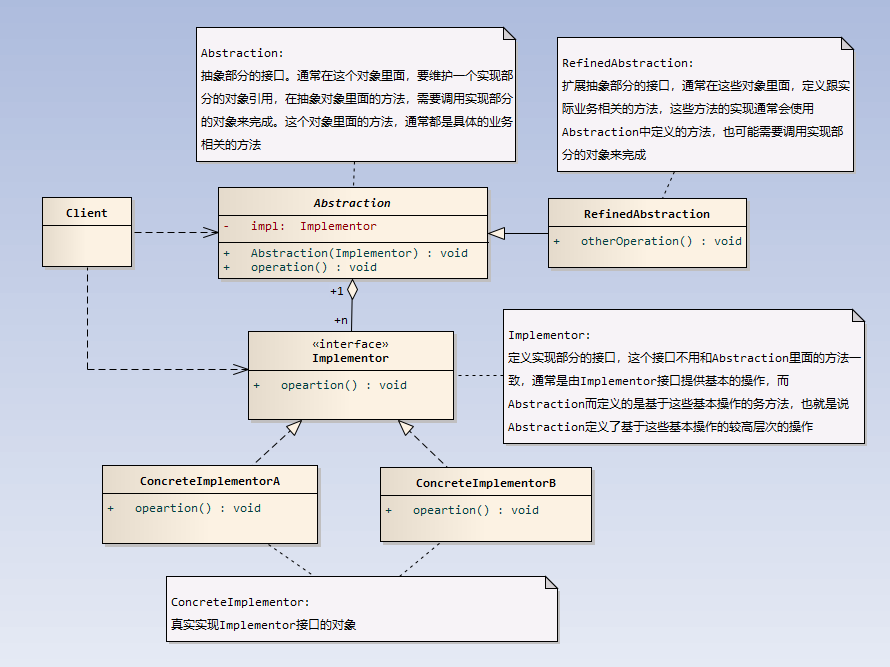 Abstraction:
抽象部分的接口。通常在这个对象里面，要维护一个实现部
分的对象引用，在抽象对象里面的方法，需要调用实现部分
的对象来完成。这个对象里面的方法，通常都是具体的业务
相关的方法
RefinedAbstraction:
扩展抽象部分的接口，通常在这些对象里面，定义跟实
际业务相关的方法，这些方法的实现通常会使用
Abstraction中定义的方法，也可能需要调用实现部
分的对象来完成
Client
Abstraction
- impl: Implementor
+ Abstraction(Implementor) : void
+ operation() : void
RefinedAbstraction
+ otherOperation() : void
+1
+n
«interface»
Implementor
+ opeartion() : void
Implementor:
定义实现部分的接口，这个接口不用和Abstraction里面的方法一
致，通常是由Implementor接口提供基本的操作，而
Abstraction而定义的是基于这些基本操作的务方法，也就是说
Abstraction定义了基于这些基本操作的较高层次的操作
ConcreteImplementorA
+ opeartion() : void
ConcreteImplementorB
+ opeartion() : void
ConcreteImplementor:
真实实现Implementor接口的对象